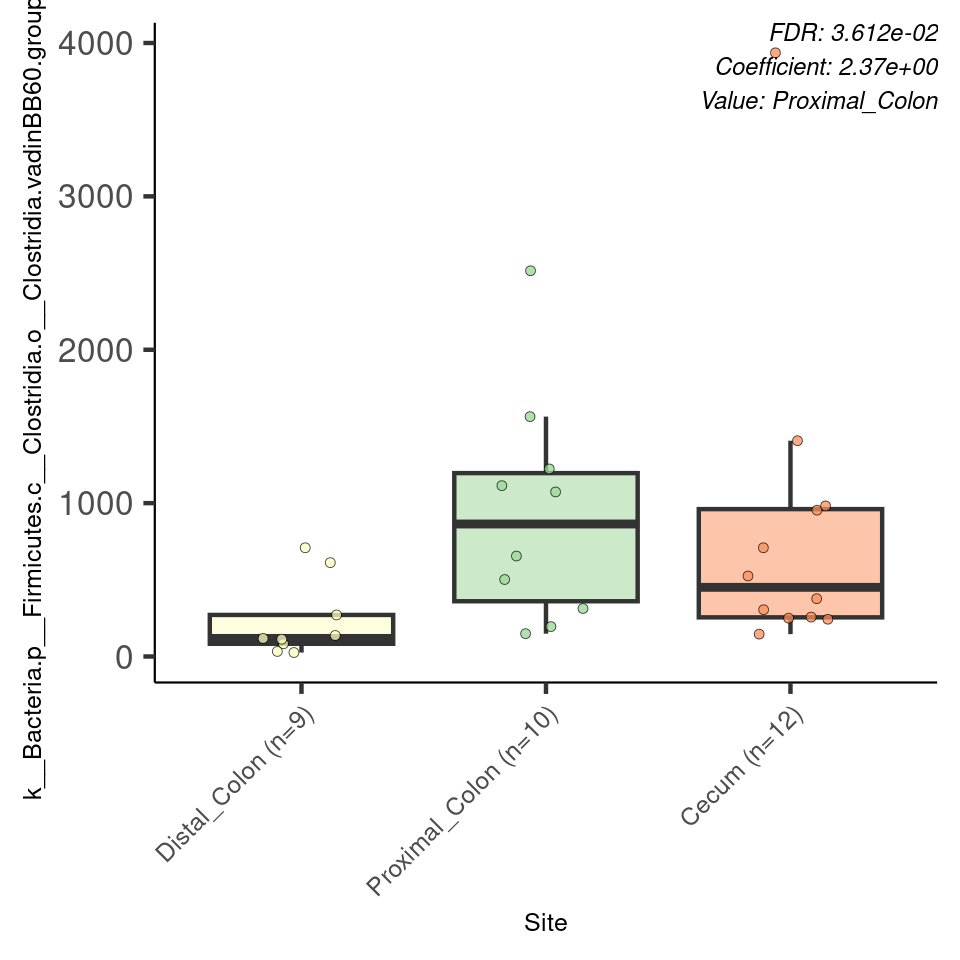 FDR: 3.612e-02
Coefficient: 2.37e+00
Value: Proximal_Colon
k__Bacteria.p__Firmicutes.c__Clostridia.o__Clostridia.vadinBB60.group
4000
3000
2000
1000
0
Distal_Colon (n=9)
Proximal_Colon (n=10)
Cecum (n=12)
Site